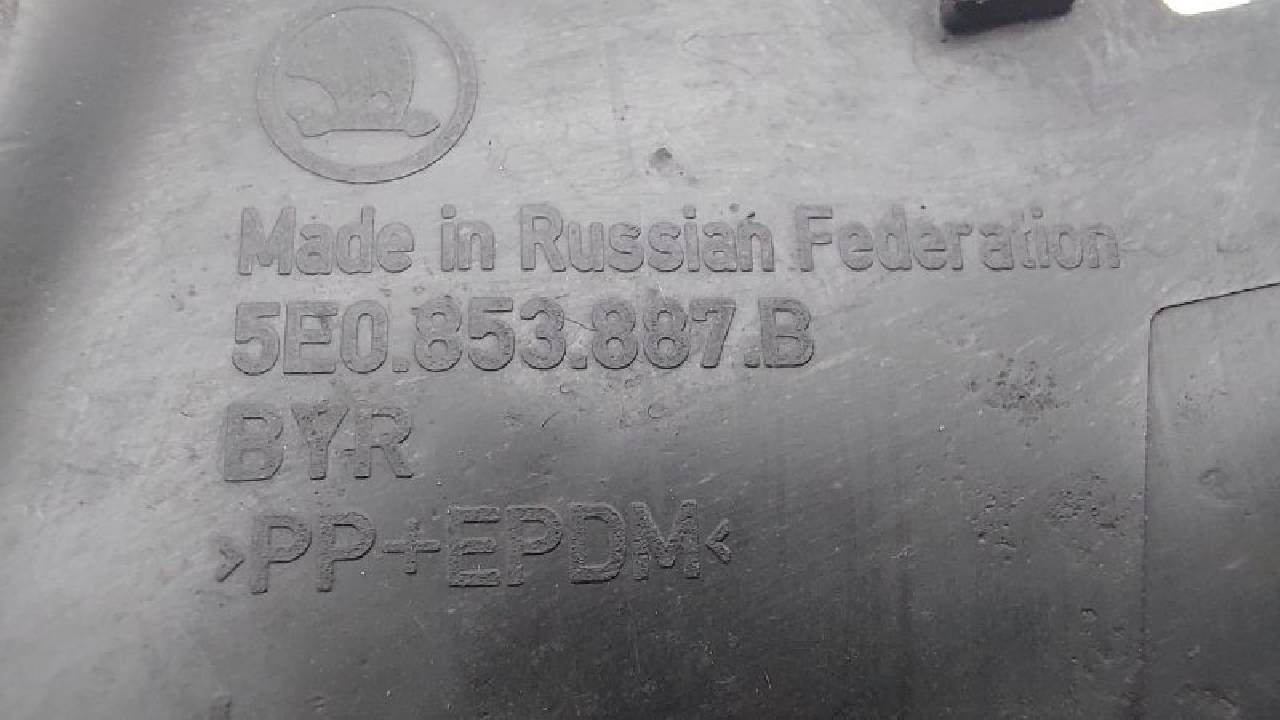 Made in Russian Federation
5E0.853.887.B
BYR
>PP+EPDM<